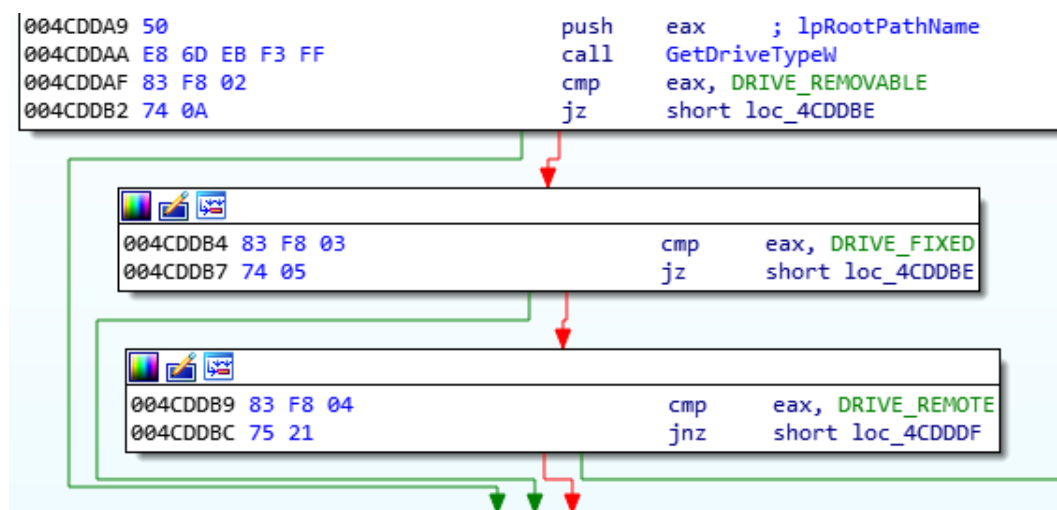 004CDDA9 50 push eax ; lpRootPathName
004CDDAA E8 6D EB F3 FF call GetDriveTypeW
004CDDAF 83 F8 02 cmp eax, DRIVE_REMOVABLE
004CDDB2 74 0A jz short loc_4CDDBE
004CDDB4 83 F8 03 cmp eax, DRIVE_FIXED
004CDDB7 74 05 jz short loc_4CDDBE
004CDDB9 83 F8 04 cmp eax, DRIVE_REMOTE
004CDDBC 75 21 jnz short loc_4CDDDF